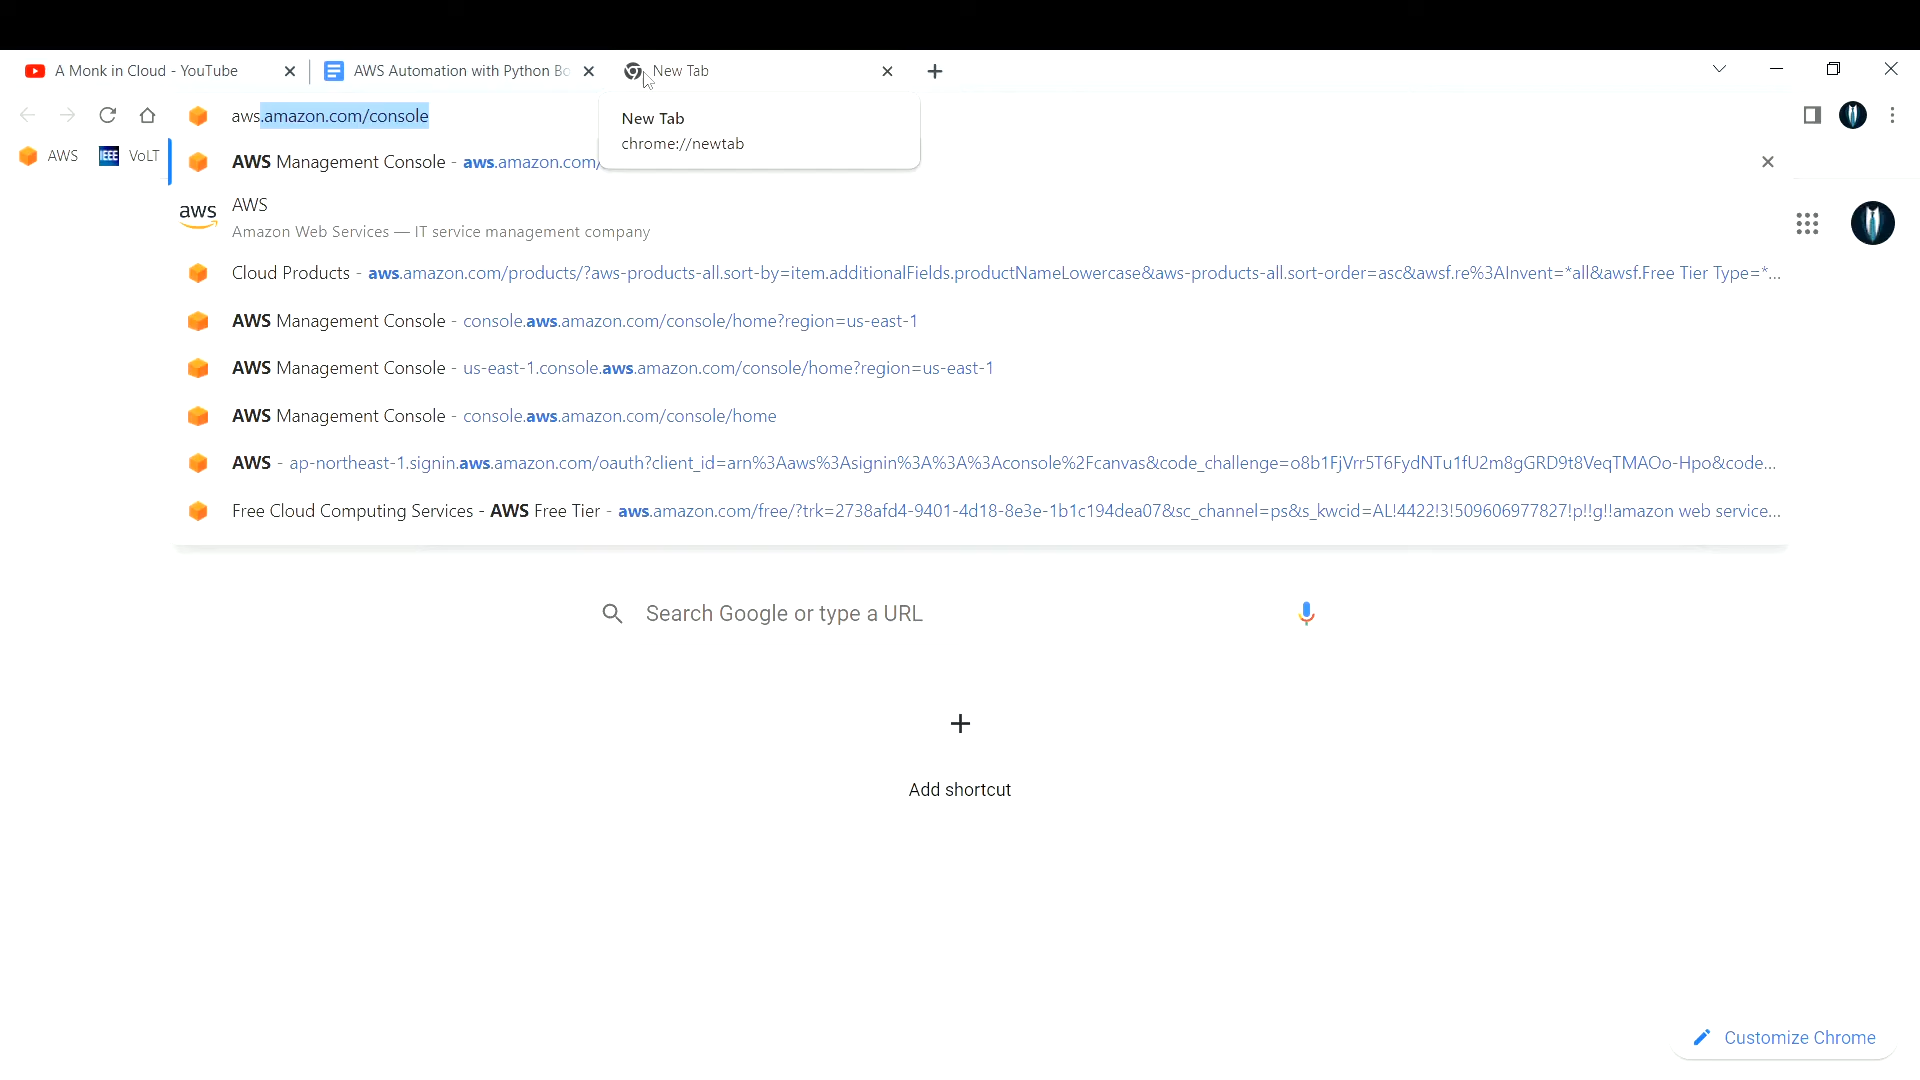 A Monk in Cloud - YouTube
AWS Automation with Python Bo
New Tab
aws.amazon.com/console
New Tab
chrome://newtab
AWS
IEEE VoLT
AWS Management Console - aws.amazon.com/
aws AWS
Amazon Web Services — IT service management company
Cloud Products - aws.amazon.com/products/?aws-products-all.sort-by=item.additionalFields.productNameLowercase&aws-products-all.sort-order=asc&awsf.re%3AInvent=*all&awsf.Free Tier Type=*...
AWS Management Console - console.aws.amazon.com/console/home?region=us-east-1
AWS Management Console - us-east-1.console.aws.amazon.com/console/home?region=us-east-1
AWS Management Console - console.aws.amazon.com/console/home
AWS - ap-northeast-1.signin.aws.amazon.com/oauth?client_id=arn%3Aaws%3Asignin%3A%3A%3Aconsole%2Fcanvas&code_challenge=o8b1FjVrr5T6FydNTu1fU2m8gGRD9t8VeqTMAOo-Hpo&code...
Free Cloud Computing Services - AWS Free Tier - aws.amazon.com/free/?trk=2738afd4-9401-4d18-8e3e-1b1c194dea07&sc_channel=ps&s_kwcid=AL!4422!3!509606977827!p!!g!!amazon web service...
Search Google or type a URL
Add shortcut
Customize Chrome